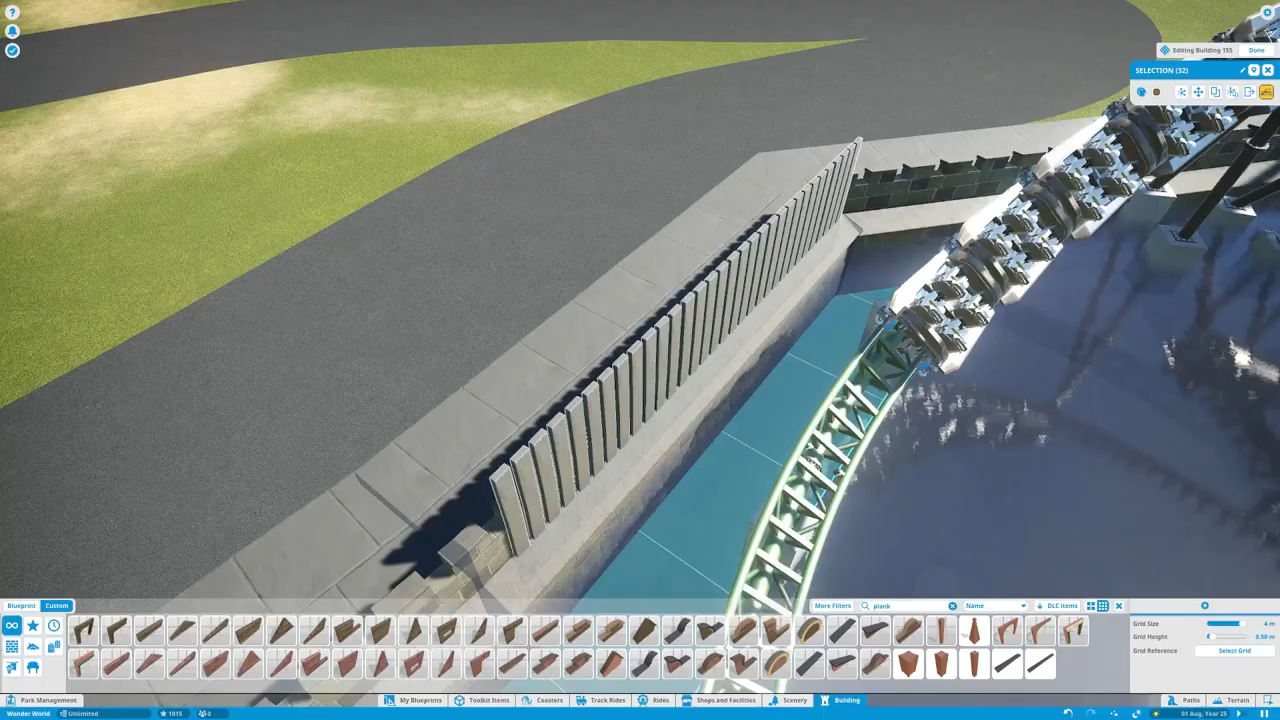 Editing Building 155 Done
SELECTION (32)
Blueprint Custom
More Filters plank Name DLC items
Grid Size 4 m
Grid Height 0.50 m
Grid Reference Select Grid
Park Management My Blueprints Toolkit Items Coasters Track Rides Rides Shops and Facilities Scenery Building Paths Terrain
Wonder World Unlimited 1015 0 01 Aug, Year 25